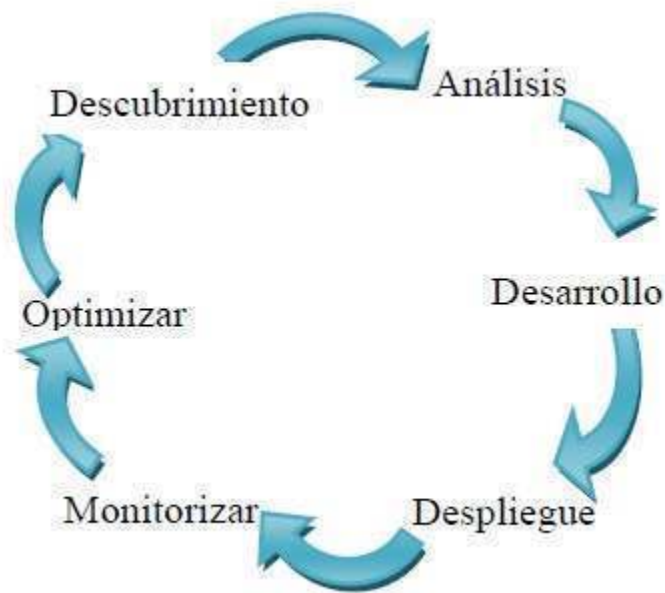 Descubrimiento
Análisis
Desarrollo
Despliegue
Monitorizar
Optimizar